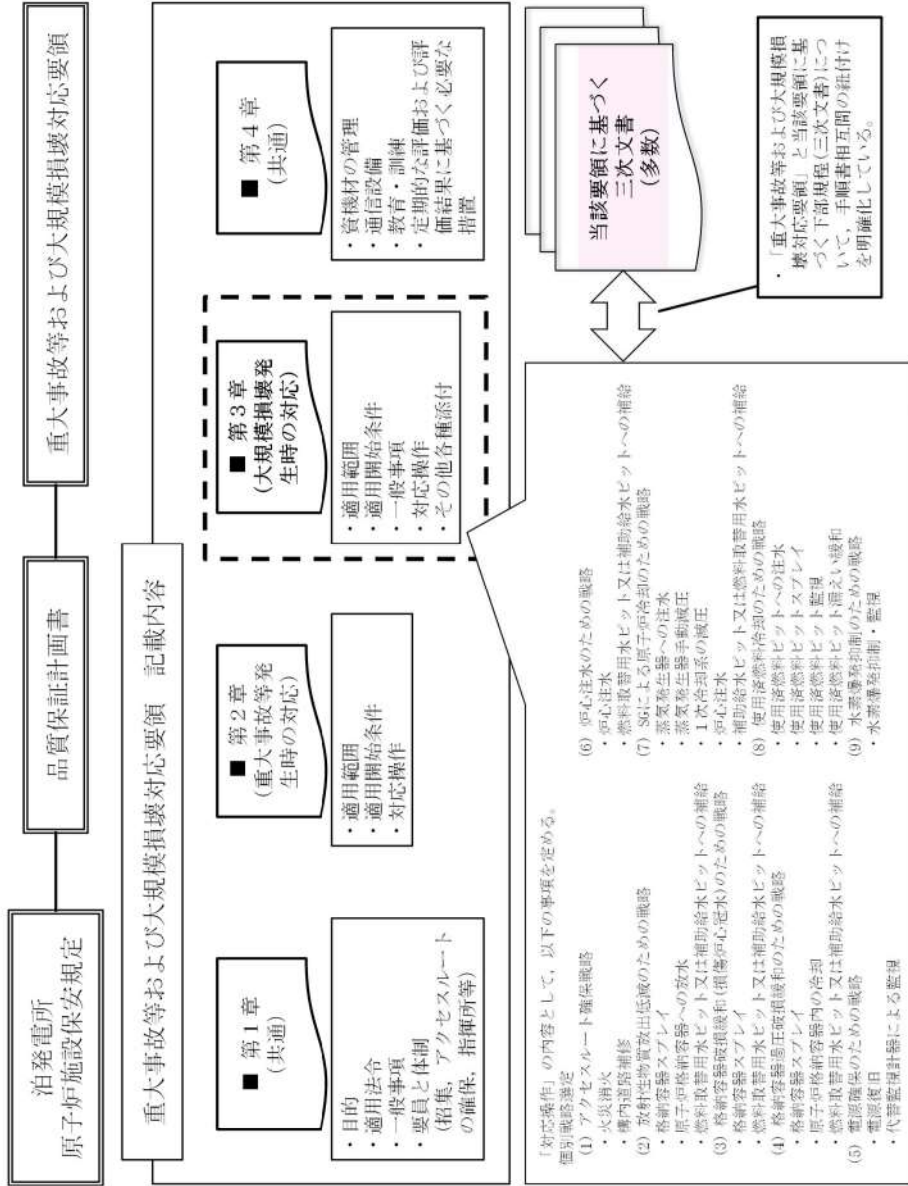 泊発電所
原子炉施設保安規定
品質保証計画書
重大事故等および大規模損壊対応要領
重大事故等および大規模損壊対応要領　記載内容
■ 第1章
(共通)
・目的
・適用法令
・一般事項
・要員と体制
(招集，アクセスルート
の確保，指揮所等)
■ 第2章
(重大事故等発
生時の対応)
・適用範囲
・適用開始条件
・対応操作
■ 第3章
(大規模損壊発
生時の対応)
・適用範囲
・適用開始条件
・一般事項
・対応操作
・その他各種添付
■ 第4章
(共通)
・資機材の管理
・通信設備
・教育・訓練
・定期的な評価および評
価結果に基づく必要な
措置
「対応操作」の内容として，以下の事項を定める。
個別戦略選定
(1) アクセスルート確保戦略
・火災消火
・構内道路補修
(2) 放射性物質放出低減のための戦略
・格納容器スプレイ
・原子炉格納容器への放水
・燃料取替用水ピット又は補助給水ピットへの補給
(3) 格納容器破損緩和(損傷炉心冠水)のための戦略
・格納容器スプレイ
・燃料取替用水ピット又は補助給水ピットへの補給
(4) 格納容器過圧破損緩和のための戦略
・格納容器スプレイ
・原子炉格納容器内の冷却
・燃料取替用水ピット又は補助給水ピットへの補給
(5) 電源確保のための戦略
・電源復旧
・代替監視計器による監視
(6) 炉心注水のための戦略
・炉心注水
・燃料取替用水ピット又は補助給水ピットへの補給
(7) SGによる原子炉冷却のための戦略
・蒸気発生器への注水
・蒸気発生器手動減圧
・1次冷却系の減圧
・炉心注水
・補助給水ピット又は燃料取替用水ピットへの補給
(8) 使用済燃料冷却のための戦略
・使用済燃料ピットへの注水
・使用済燃料ピットスプレイ
・使用済燃料ピット監視
・使用済燃料ピット漏えい緩和
(9) 水素爆発抑制のための戦略
・水素爆発抑制・監視
当該要領に基づく
三次文書
(多数)
・「重大事故等および大規模損
壊対応要領」と当該要領に基
づく下部規程(三次文書)につ
いて，手順書相互間の紐付け
を明確化している。